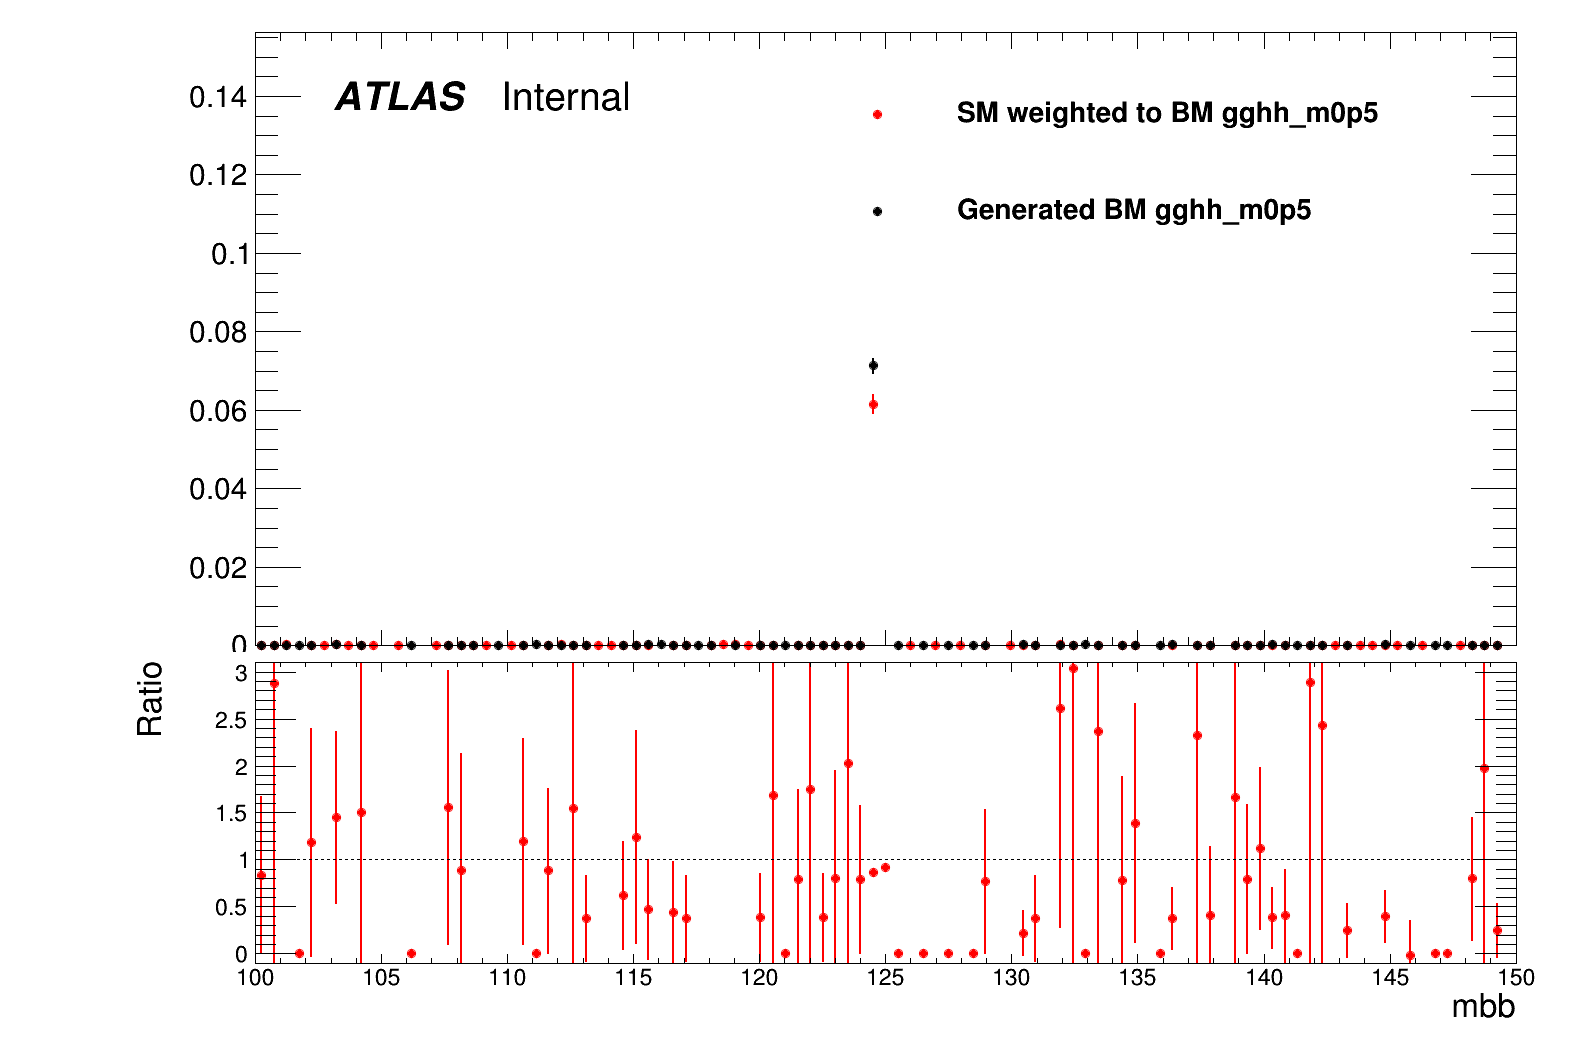 ATLAS Internal
SM weighted to BM gghh_m0p5
Generated BM gghh_m0p5
0.14
0.12
0.1
0.08
0.06
0.04
0.02
0
Ratio
3
2.5
2
1.5
1
0.5
0
100 105 110 115 120 125 130 135 140 145 150
mbb